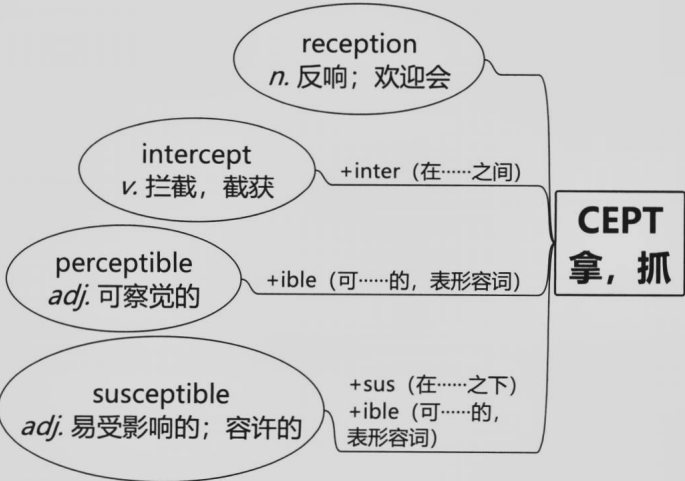 reception
n. 反响；欢迎会
intercept
v. 拦截，截获
+inter（在……之间）
CEPT
拿，抓
perceptible
adj. 可察觉的
+ible（可……的，表形容词）
susceptible
adj. 易受影响的；容许的
+sus（在……之下）
+ible（可……的，
表形容词）